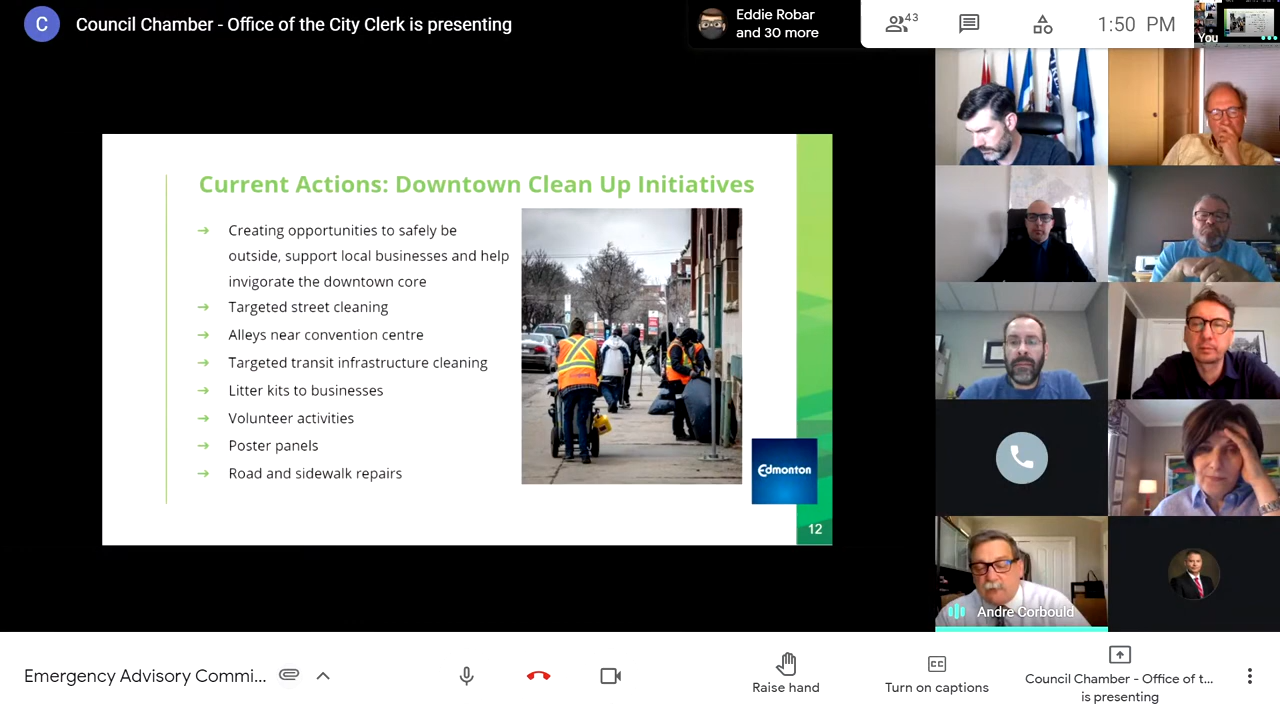 C
Council Chamber - Office of the City Clerk is presenting
Eddie Robar
and 30 more
43
1:50 PM
You
Current Actions: Downtown Clean Up Initiatives
→ Creating opportunities to safely be
outside, support local businesses and help
invigorate the downtown core
→ Targeted street cleaning
→ Alleys near convention centre
→ Targeted transit infrastructure cleaning
→ Litter kits to businesses
→ Volunteer activities
→ Poster panels
→ Road and sidewalk repairs
Edmonton
12
Andre Corbould
Emergency Advisory Commi...
Raise hand
CC
Turn on captions
Council Chamber - Office of t...
is presenting